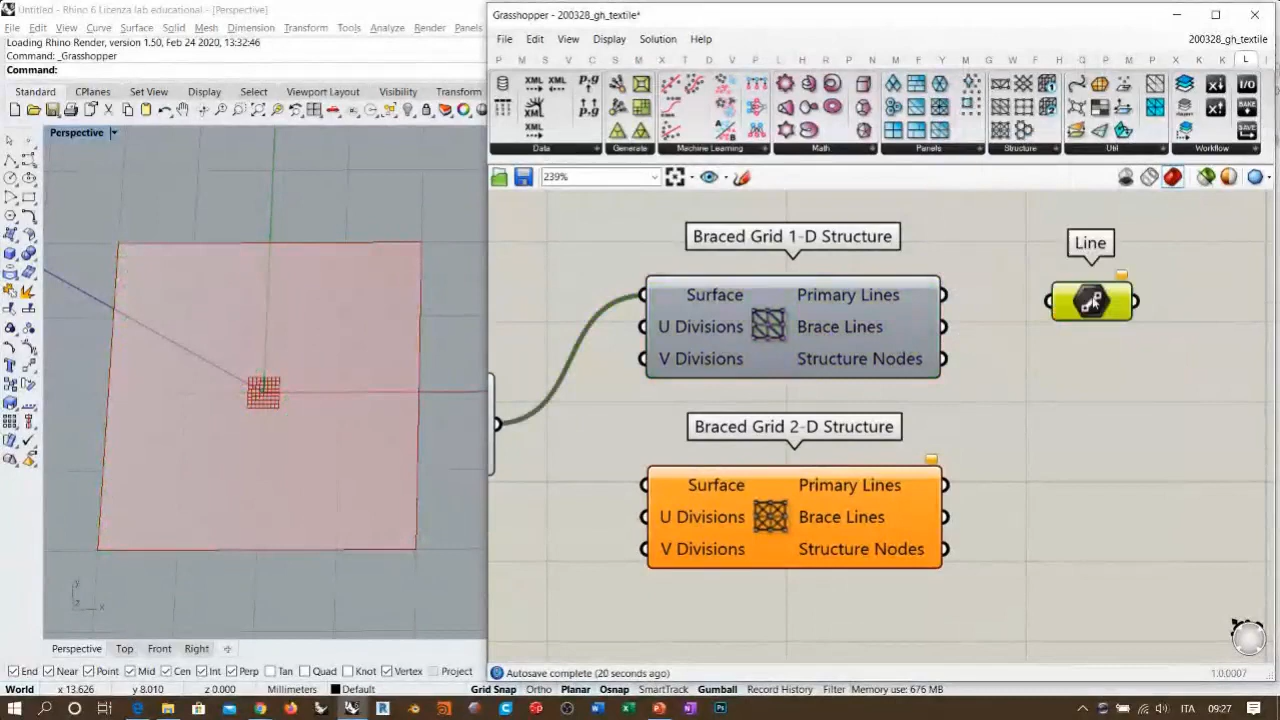 Untitled - Rhino 6 Licenza lab educational - [Perspective]
File Edit View Curve Surface Solid Mesh Dimension Transform Tools Analyze Render Panels
Loading Rhino Render, version 1.50, Feb 24 2020, 13:32:46
Command: _Grasshopper
Command:
Standard CPlanes Set View Display Select Viewport Layout Visibility Transform
Perspective
Perspective Top Front Right
End Near Point Mid Cen Int Perp Tan Quad Knot Vertex Project
World x 13.626 y 8.010 z 0.000 Millimeters Default Grid Snap Ortho Planar Osnap SmartTrack Gumball Record History Filter Memory use: 676 MB
Grasshopper - 200328_gh_textile*
File Edit View Display Solution Help 200328_gh_textile
Data Generate Machine Learning Math Panels Structure Util Workflow
239%
Braced Grid 1-D Structure
Surface Primary Lines
U Divisions Brace Lines
V Divisions Structure Nodes
Line
Braced Grid 2-D Structure
Surface Primary Lines
U Divisions Brace Lines
V Divisions Structure Nodes
Autosave complete (20 seconds ago) 1.0.0007
ITA 09:27